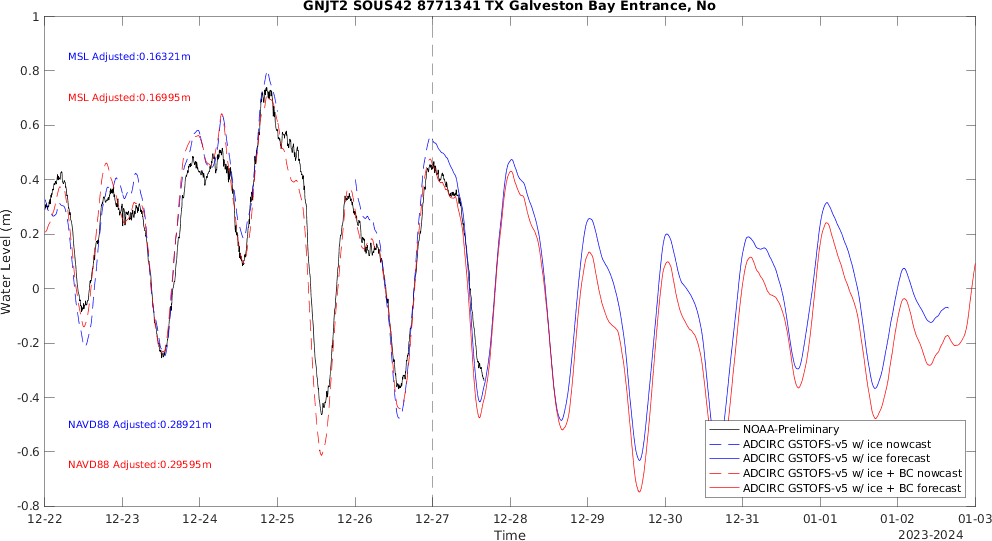 GNJT2 SOUS42 8771341 TX Galveston Bay Entrance, No
MSL Adjusted:0.16321m
MSL Adjusted:0.16995m
NAVD88 Adjusted:0.28921m
NAVD88 Adjusted:0.29595m
Water Level (m)
1
0.8
0.6
0.4
0.2
0
-0.2
-0.4
-0.6
-0.8
NOAA-Preliminary
ADCIRC GSTOFS-v5 w/ ice nowcast
ADCIRC GSTOFS-v5 w/ ice forecast
ADCIRC GSTOFS-v5 w/ ice + BC nowcast
ADCIRC GSTOFS-v5 w/ ice + BC forecast
12-22 12-23 12-24 12-25 12-26 12-27 12-28 12-29 12-30 12-31 01-01 01-02 01-03
Time
2023-2024